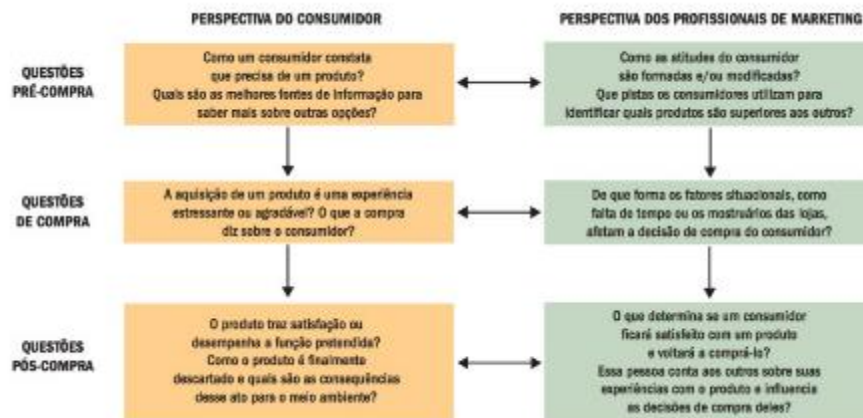 PERSPECTIVA DO CONSUMIDOR
PERSPECTIVA DOS PROFISSIONAIS DE MARKETING
QUESTÕES
PRÉ-COMPRA
Como um consumidor constata
que precisa de um produto?
Quais são as melhores fontes de informação para
saber mais sobre outras opções?
Como as atitudes do consumidor
são formadas e/ou modificadas?
Que pistas os consumidores utilizam para
identificar quais produtos são superiores aos outros?
QUESTÕES
DE COMPRA
A aquisição de um produto é uma experiência
estressante ou agradável? O que a compra
diz sobre o consumidor?
De que forma os fatores situacionais, como
falta de tempo ou os mostruários das lojas,
afetam a decisão de compra do consumidor?
QUESTÕES
PÓS-COMPRA
O produto traz satisfação ou
desempenha a função pretendida?
Como o produto é finalmente
descartado e quais são as consequências
desse ato para o meio ambiente?
O que determina se um consumidor
ficará satisfeito com um produto
e voltará a comprá-lo?
Essa pessoa conta aos outros sobre suas
experiências com o produto e influencia
as decisões de compra deles?